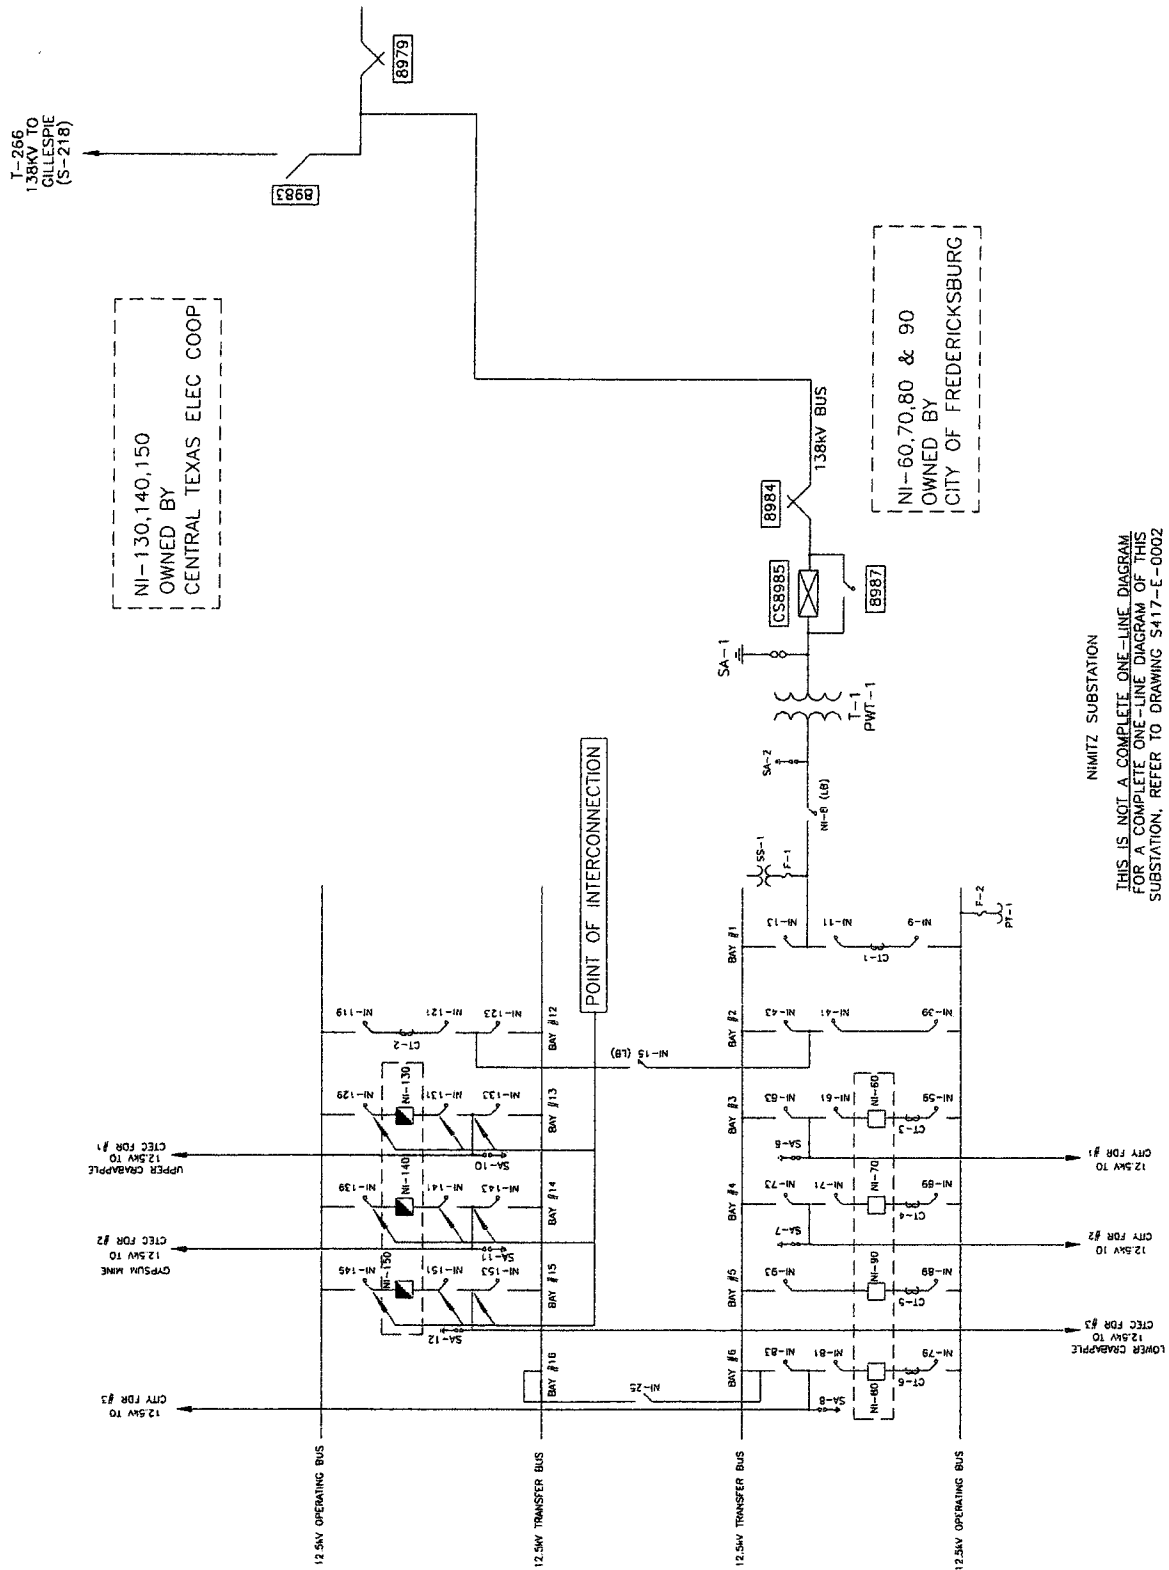 T-266
138KV TO
GILLESPIE
(S-218)
8979
8983
NI-130,140,150
OWNED BY
CENTRAL TEXAS ELEC COOP
NI-60,70,80 & 90
OWNED BY
CITY OF FREDERICKSBURG
138kV BUS
8984
CS8985
8987
SA-1
T-1
PWT-1
SA-2
NI-8 (LB)
SS-1
F-1
POINT OF INTERCONNECTION
NIMITZ SUBSTATION
THIS IS NOT A COMPLETE ONE-LINE DIAGRAM
FOR A COMPLETE ONE-LINE DIAGRAM OF THIS
SUBSTATION, REFER TO DRAWING S417-E-0002
F-2
PT-1
BAY #1
NI-13
NI-11
CT-1
NI-9
NI-119
CT-2
NI-121
NI-123
BAY #12
NI-15 (LB)
BAY #2
NI-43
NI-41
NI-39
NI-129
NI-130
NI-131
NI-133
BAY #13
BAY #3
NI-63
NI-61
NI-60
CT-3
NI-59
12.5kV TO
UPPER CRABAPPLE
CTEC FDR #1
SA-10
SA-6
12.5kV TO
CITY FDR #1
NI-139
NI-140
NI-141
NI-143
BAY #14
BAY #4
NI-73
NI-71
NI-70
CT-4
NI-69
GYPSUM MINE
12.5kV TO
CTEC FDR #2
SA-11
SA-7
12.5kV TO
CITY FDR #2
NI-149
NI-150
NI-151
NI-153
BAY #15
BAY #5
NI-93
NI-90
CT-5
NI-89
SA-12
LOWER CRABAPPLE
12.5kV TO
CTEC FDR #3
BAY #16
NI-25
BAY #6
NI-83
NI-81
NI-80
CT-6
NI-79
SA-8
12.5kV TO
CITY FDR #3
12.5kV OPERATING BUS
12.5kV TRANSFER BUS
12.5kV TRANSFER BUS
12.5kV OPERATING BUS